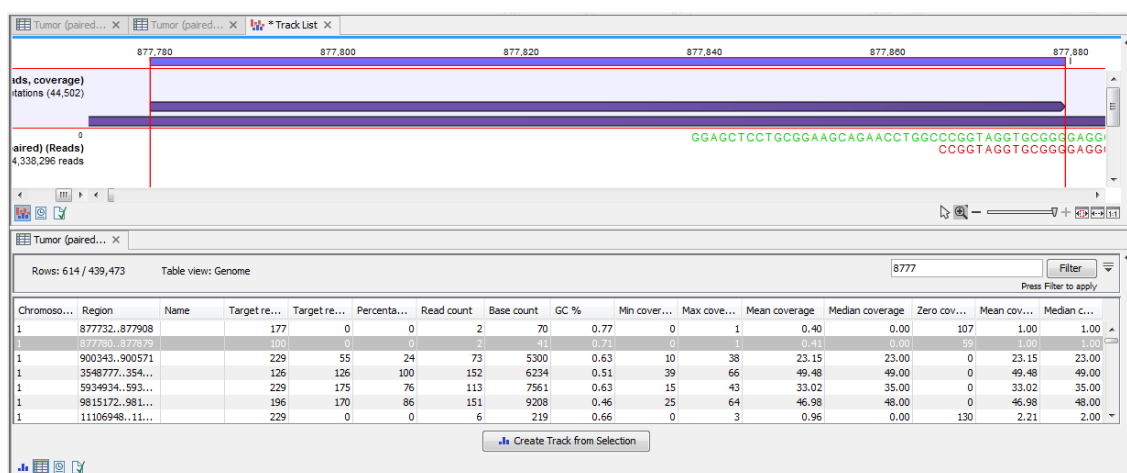 Tumor (paired... Tumor (paired... * Track List
877,780 877,800 877,820 877,840 877,860 877,880
ads, coverage)
tations (44,502)
0
GGAGCTCCTGCGGAAGCAGAACCTGGCCCGGTAGGTGCGGGGAGG
aired) (Reads)
CCGGTAGGTGCGGGGAGG
4,338,296 reads
1:1
Tumor (paired...
Rows: 614 / 439,473 Table view: Genome 8777 Filter
Press Filter to apply
Chromoso... Region Name Target re... Target re... Percenta... Read count Base count GC % Min cover... Max cove... Mean coverage Median coverage Zero cov... Mean cov... Median c...
1 877732..877908 177 0 0 2 70 0.77 0 1 0.40 0.00 107 1.00 1.00
1 877780..877879 100 0 0 2 41 0.71 0 1 0.41 0.00 59 1.00 1.00
1 900343..900571 229 55 24 73 5300 0.63 10 38 23.15 23.00 0 23.15 23.00
1 3548777..354... 126 126 100 152 6234 0.51 39 66 49.48 49.00 0 49.48 49.00
1 5934934..593... 229 175 76 113 7561 0.63 15 43 33.02 35.00 0 33.02 35.00
1 9815172..981... 196 170 86 151 9208 0.46 25 64 46.98 48.00 0 46.98 48.00
1 11106948..11... 229 0 0 6 219 0.66 0 3 0.96 0.00 130 2.21 2.00
Create Track from Selection